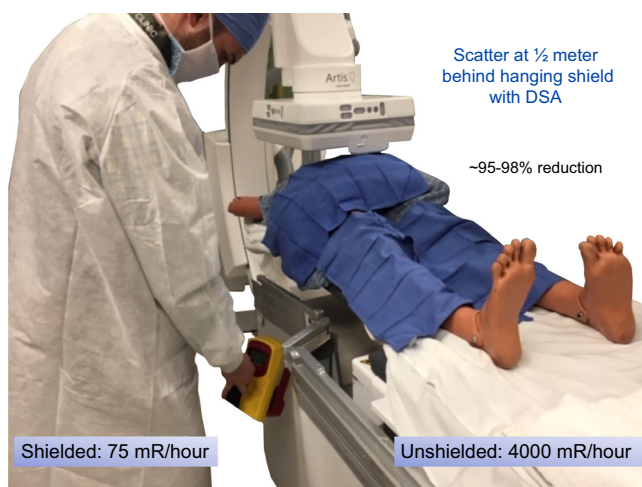 CLINIC
Artis Q
Scatter at ½ meter
behind hanging shield
with DSA
~95-98% reduction
Shielded: 75 mR/hour
Unshielded: 4000 mR/hour